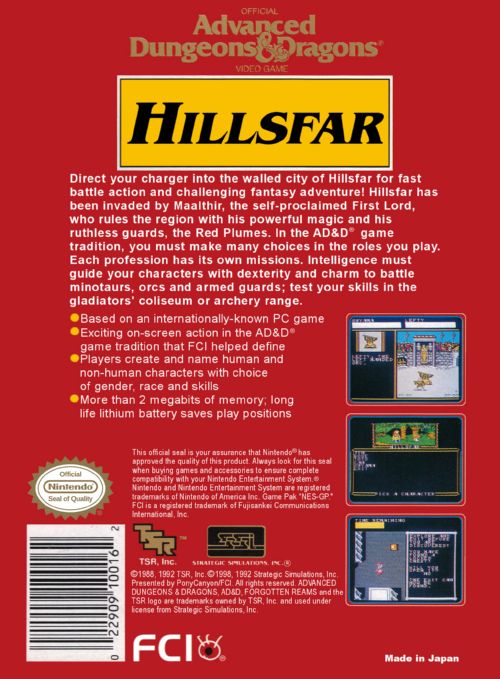 OFFICIAL
Advanced
Dungeons & Dragons®
VIDEO GAME
HILLSFAR
Direct your charger into the walled city of Hillsfar for fast
battle action and challenging fantasy adventure! Hillsfar has
been invaded by Maalthir, the self-proclaimed First Lord,
who rules the region with his powerful magic and his
ruthless guards, the Red Plumes. In the AD&D® game
tradition, you must make many choices in the roles you play.
Each profession has its own missions. Intelligence must
guide your characters with dexterity and charm to battle
minotaurs, orcs and armed guards; test your skills in the
gladiators' coliseum or archery range.
Based on an internationally-known PC game
Exciting on-screen action in the AD&D®
game tradition that FCI helped define
Players create and name human and
non-human characters with choice
of gender, race and skills
More than 2 megabits of memory; long
life lithium battery saves play positions
LEFTY
PICK A CHARACTER
TIME REMAINING
This official seal is your assurance that Nintendo® has
approved the quality of this product. Always look for this seal
when buying games and accessories to ensure complete
compatibility with your Nintendo Entertainment System.®
Nintendo and Nintendo Entertainment System are registered
trademarks of Nintendo of America Inc. Game Pak "NES-GP."
FCI is a registered trademark of Fujisankei Communications
International, Inc.
Official
Nintendo®
Seal of Quality
TSR
TSR, Inc.
SSI
STRATEGIC SIMULATIONS, INC.®
©1988, 1992 TSR, Inc. ©1998, 1992 Strategic Simulations, Inc.
Presented by PonyCanyon/FCI. All rights reserved. ADVANCED
DUNGEONS & DRAGONS, AD&D, FORGOTTEN REAMS and the
TSR logo are trademarks owned by TSR, Inc. and used under
license from Strategic Simulations, Inc.
0 22909 10016 2
FCI®
Made in Japan